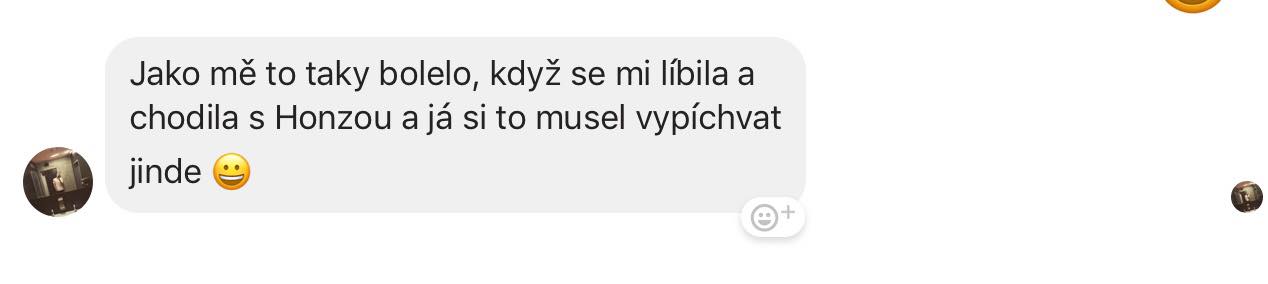 Jako mě to taky bolelo, když se mi líbila a
chodila s Honzou a já si to musel vypíchvat
jinde 😀